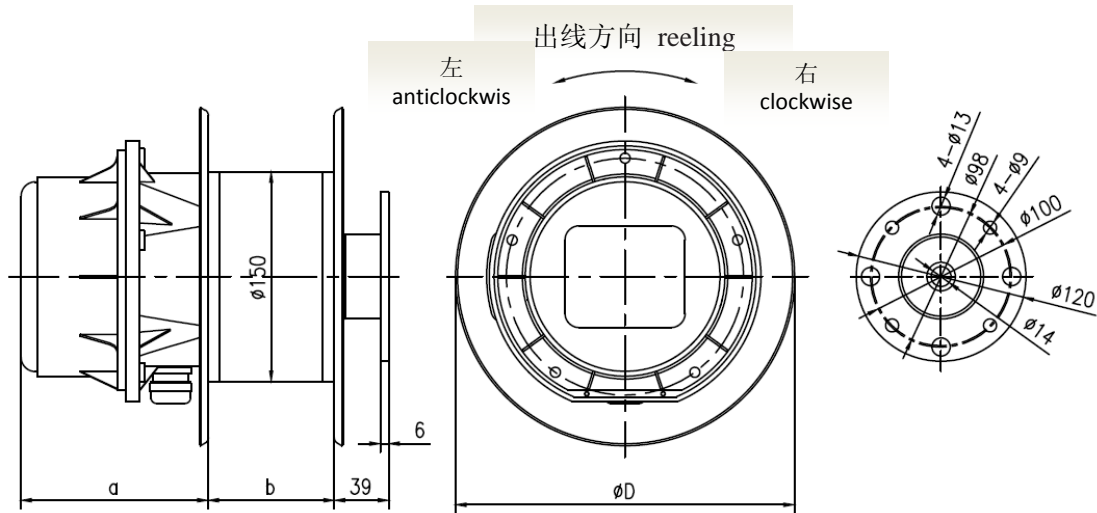 出线方向 reeling
左
anticlockwis
右
clockwise
4-ø13
ø98
4-ø9
ø100
ø120
ø14
ø150
6
a
b
39
øD